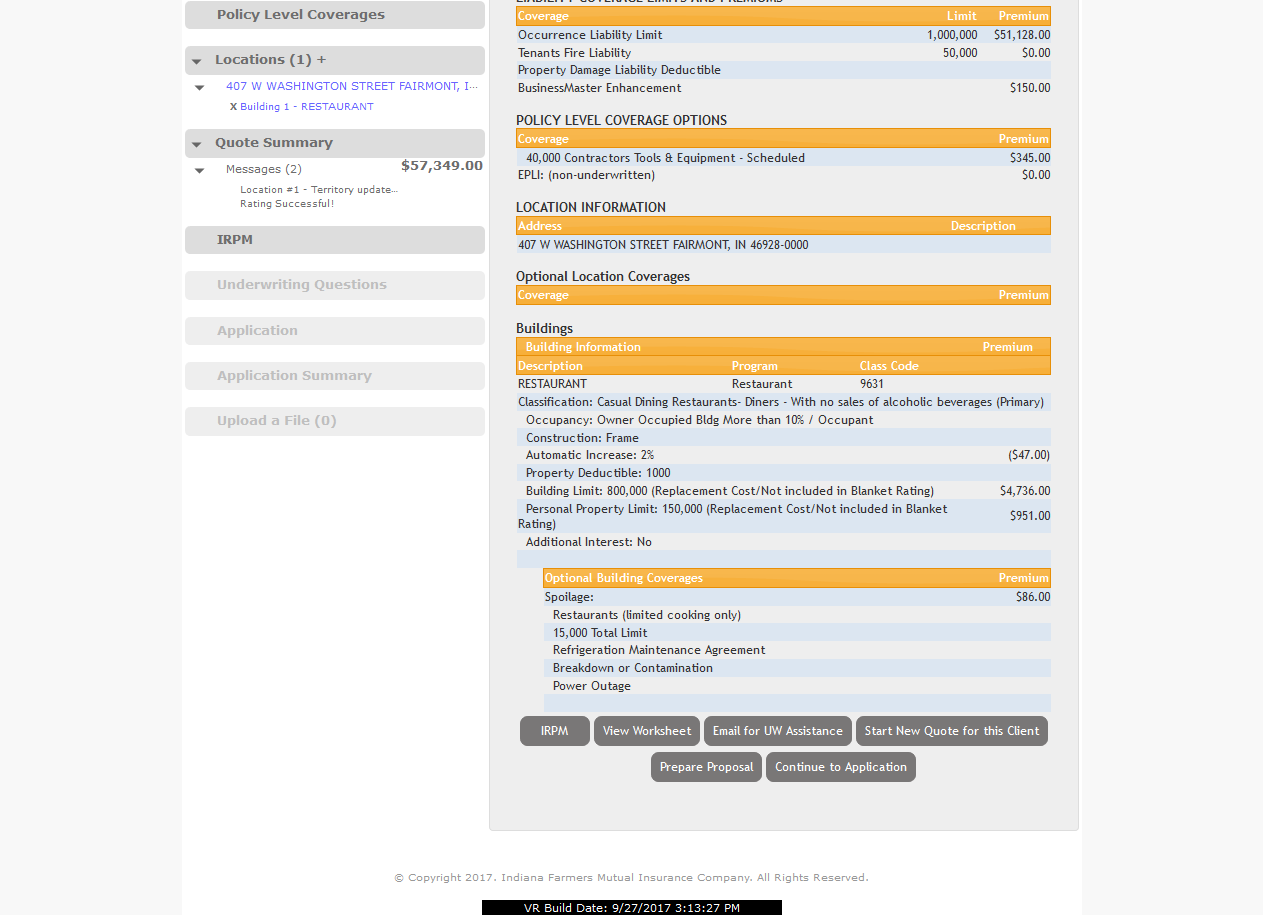 Policy Level Coverages
Locations (1) +
407 W WASHINGTON STREET FAIRMONT, I...
X Building 1 - RESTAURANT
Quote Summary
Messages (2) $57,349.00
Location #1 - Territory update...
Rating Successful!
IRPM
Underwriting Questions
Application
Application Summary
Upload a File (0)
LIABILITY COVERAGE LIMITS AND PREMIUMS
Coverage Limit Premium
Occurrence Liability Limit 1,000,000 $51,128.00
Tenants Fire Liability 50,000 $0.00
Property Damage Liability Deductible
BusinessMaster Enhancement $150.00
POLICY LEVEL COVERAGE OPTIONS
Coverage Premium
40,000 Contractors Tools & Equipment - Scheduled $345.00
EPLI: (non-underwritten) $0.00
LOCATION INFORMATION
Address Description
407 W WASHINGTON STREET FAIRMONT, IN 46928-0000
Optional Location Coverages
Coverage Premium
Buildings
Building Information Premium
Description Program Class Code
RESTAURANT Restaurant 9631
Classification: Casual Dining Restaurants- Diners - With no sales of alcoholic beverages (Primary)
Occupancy: Owner Occupied Bldg More than 10% / Occupant
Construction: Frame
Automatic Increase: 2% ($47.00)
Property Deductible: 1000
Building Limit: 800,000 (Replacement Cost/Not included in Blanket Rating) $4,736.00
Personal Property Limit: 150,000 (Replacement Cost/Not included in Blanket
Rating) $951.00
Additional Interest: No
Optional Building Coverages Premium
Spoilage: $86.00
Restaurants (limited cooking only)
15,000 Total Limit
Refrigeration Maintenance Agreement
Breakdown or Contamination
Power Outage
IRPM View Worksheet Email for UW Assistance Start New Quote for this Client
Prepare Proposal Continue to Application
© Copyright 2017. Indiana Farmers Mutual Insurance Company. All Rights Reserved.
VR Build Date: 9/27/2017 3:13:27 PM